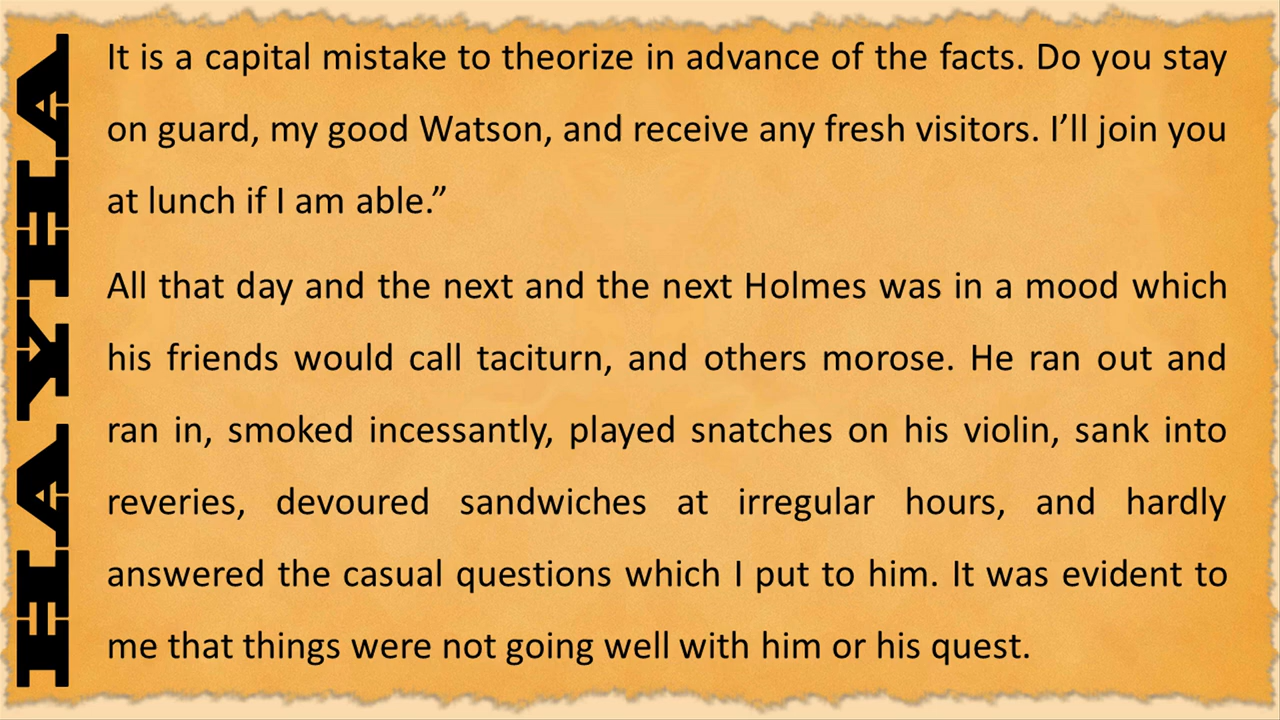 HAYHA
It is a capital mistake to theorize in advance of the facts. Do you stay
on guard, my good Watson, and receive any fresh visitors. I’ll join you
at lunch if I am able.”
All that day and the next and the next Holmes was in a mood which
his friends would call taciturn, and others morose. He ran out and
ran in, smoked incessantly, played snatches on his violin, sank into
reveries, devoured sandwiches at irregular hours, and hardly
answered the casual questions which I put to him. It was evident to
me that things were not going well with him or his quest.